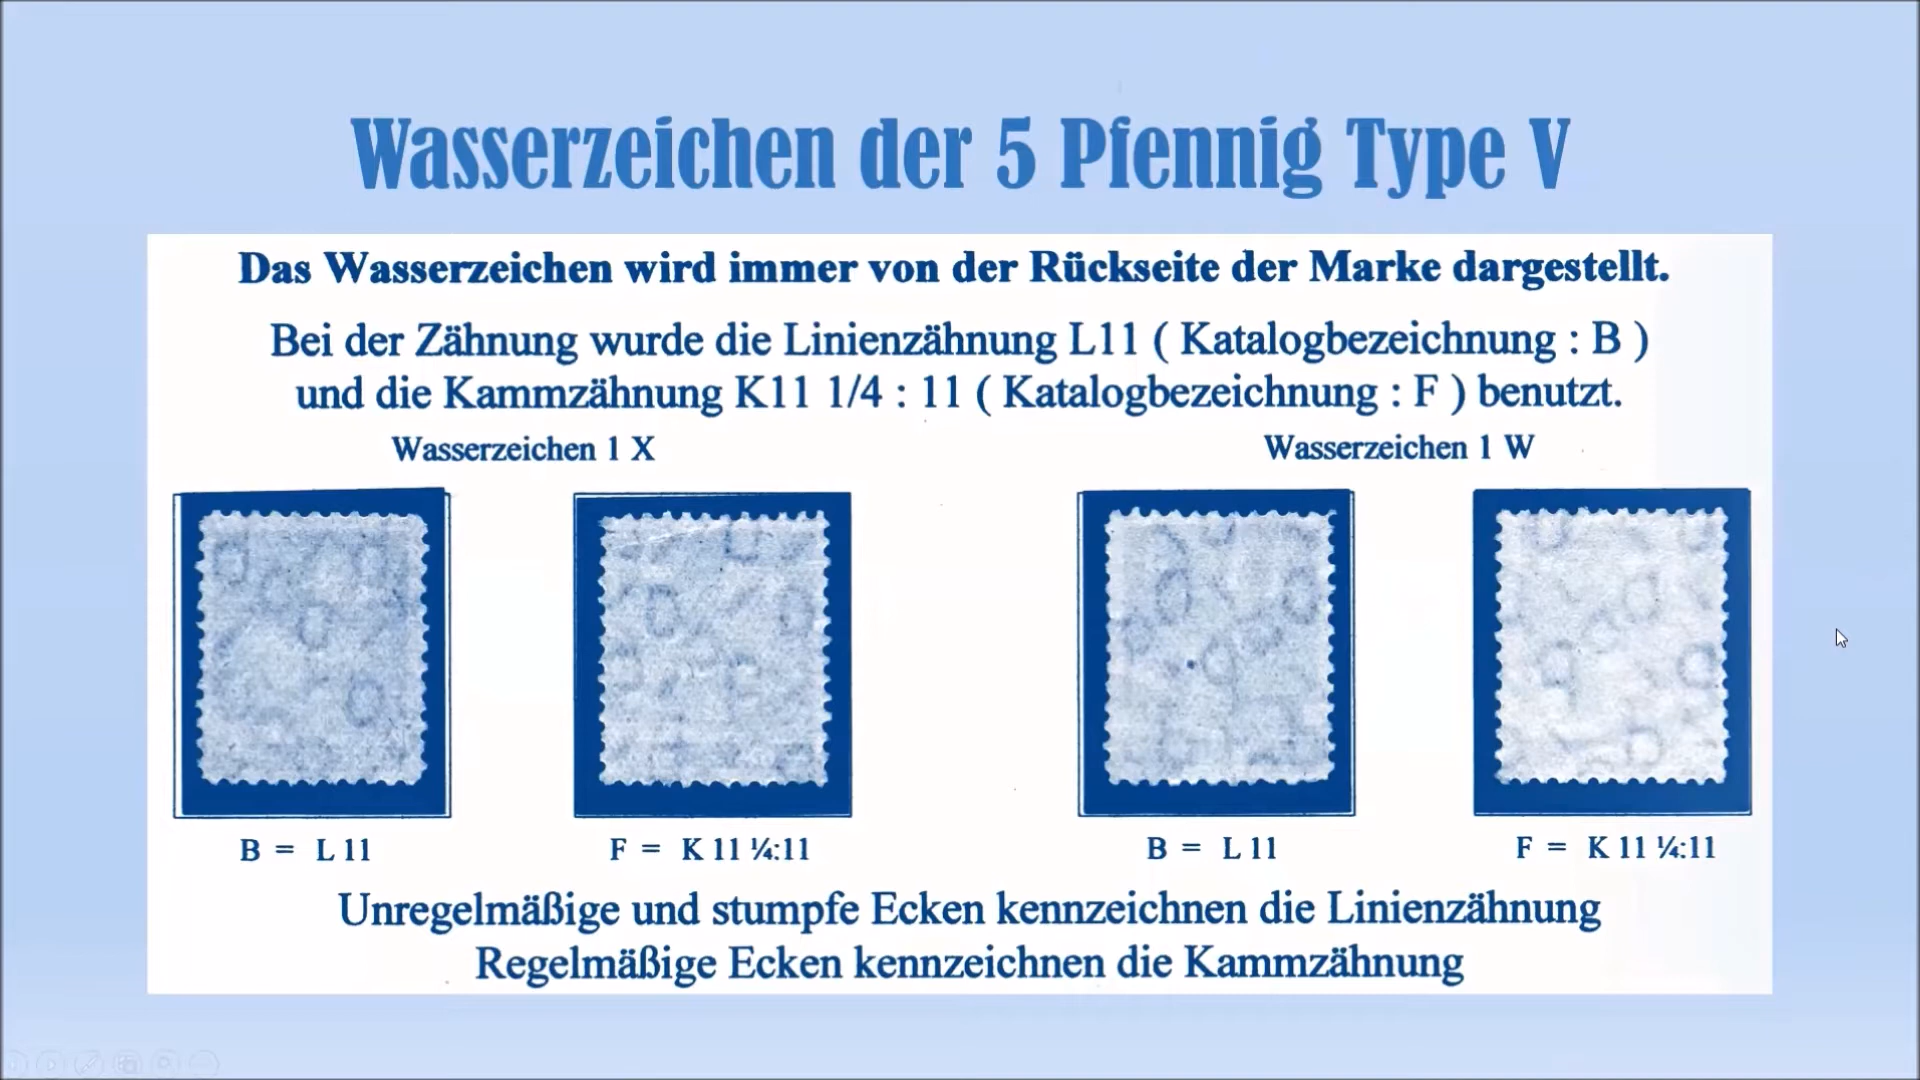 Wasserzeichen der 5 Pfennig Type V
Das Wasserzeichen wird immer von der Rückseite der Marke dargestellt.
Bei der Zähnung wurde die Linienzähnung L11 ( Katalogbezeichnung : B )
und die Kammzähnung K11 1/4 : 11 ( Katalogbezeichnung : F ) benutzt.
Wasserzeichen 1 X
Wasserzeichen 1 W
B = L 11
F = K 11 ¼:11
B = L 11
F = K 11 ¼:11
Unregelmäßige und stumpfe Ecken kennzeichnen die Linienzähnung
Regelmäßige Ecken kennzeichnen die Kammzähnung